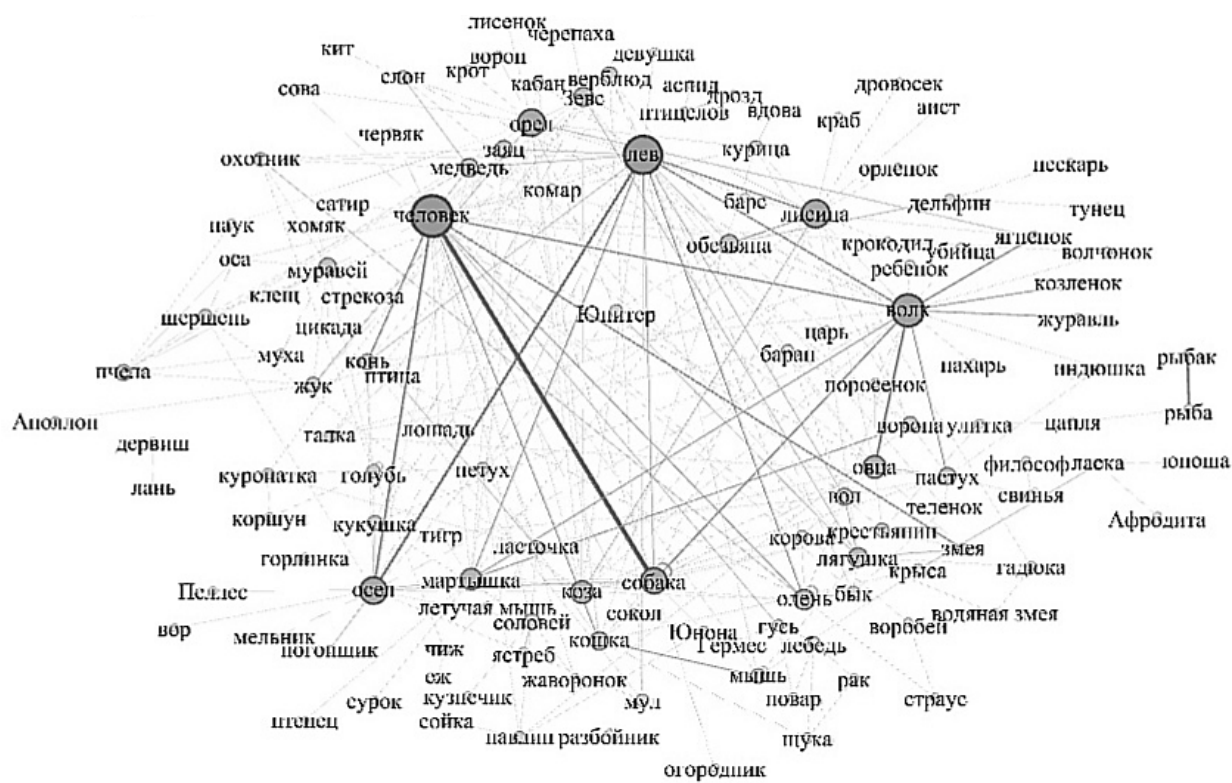 лисенок
черепаха
кит
ворон
девушка
слон
крот
кабан
верблюд
аспид
дровосек
сова
Зевс
дрозд
птицелов
вдова
аист
орел
краб
червяк
заяц
лев
курица
охотник
медведь
орленок
пескарь
комар
барс
сатир
человек
лисица
дельфин
тунец
паук
хомяк
обезьяна
крокодил
убийца
ягненок
оса
муравей
ребенок
волчонок
клещ
стрекоза
козленок
шершень
цикада
Юпитер
волк
журавль
царь
муха
конь
баран
пчела
птица
пахарь
индюшка
рыбак
жук
поросенок
Аполлон
галка
лошадь
ворона
улитка
цапля
рыба
дервиш
куропатка
голубь
петух
овца
пастух
философ
ласка
юноша
лань
вол
свинья
коршун
теленок
кукушка
тигр
Афродита
ласточка
корова
крестьянин
змея
горлинка
лягушка
крыса
гадюка
Пеллес
осел
мартышка
коза
собака
олень
бык
летучая мышь
сокол
водяная змея
вор
соловей
мельник
погонщик
кошка
Юнона
гусь
воробей
чиж
ястреб
Гермес
лебедь
еж
жаворонок
мышь
рак
сурок
кузнечик
мул
повар
страус
птенец
сойка
павлин
разбойник
щука
огородник